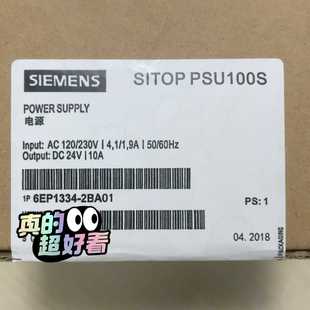 SIEMENS
SITOP PSU100S
POWER SUPPLY
电源
Input: AC 120/230V | 4,1/1,9A | 50/60Hz
Output: DC 24V | 10A
1P 6EP1334-2BA01
PS: 1
真的
超好看
04. 2018
PACKAGING